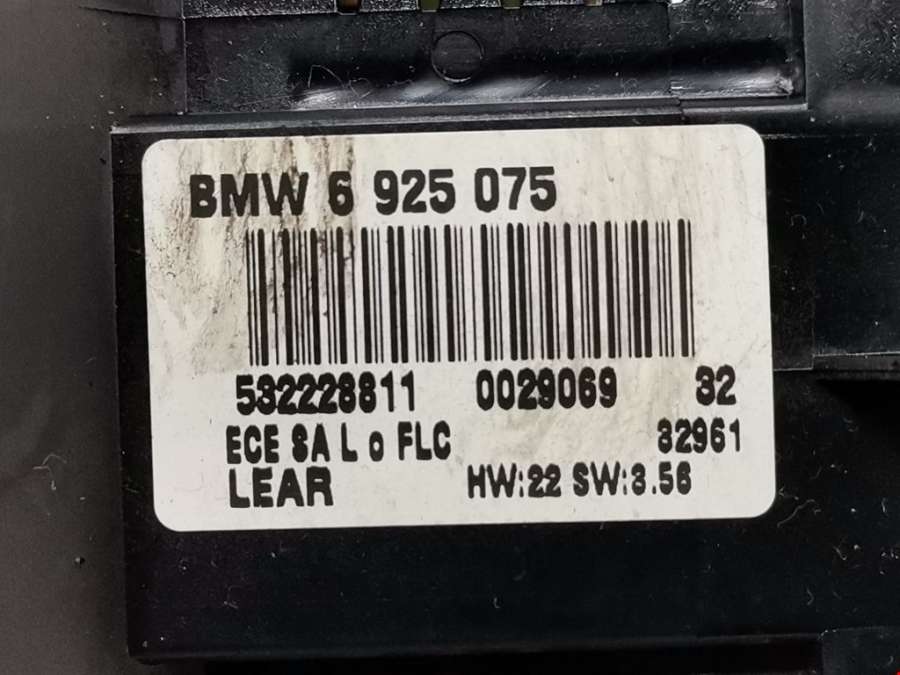 BMW 6 925 075
532228811 0029069 32
ECE SA L o FLC 32961
LEAR HW:22 SW:3.56